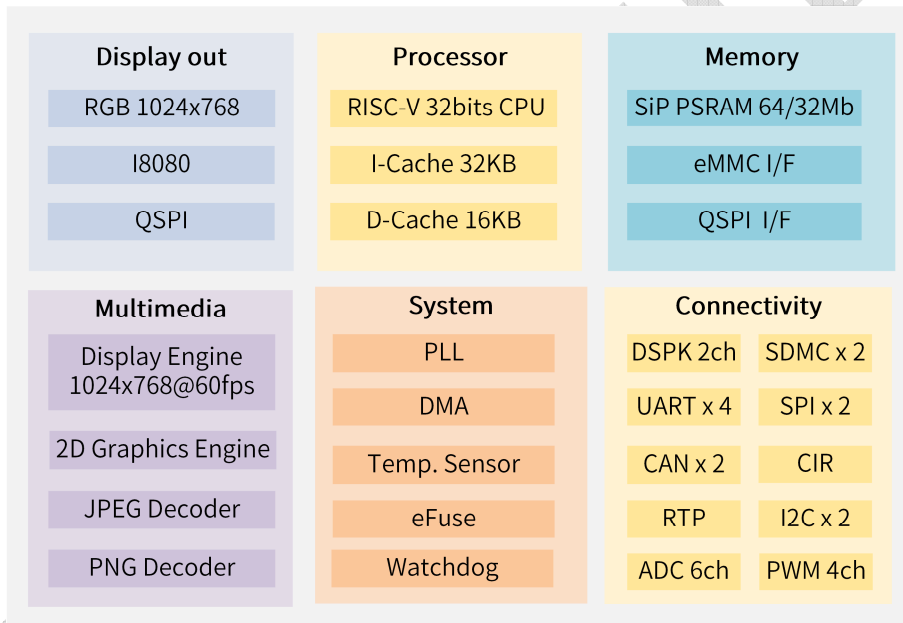 Display out
RGB 1024x768
I8080
QSPI
Processor
RISC-V 32bits CPU
I-Cache 32KB
D-Cache 16KB
Memory
SiP PSRAM 64/32Mb
eMMC I/F
QSPI I/F
Multimedia
Display Engine
1024x768@60fps
2D Graphics Engine
JPEG Decoder
PNG Decoder
System
PLL
DMA
Temp. Sensor
eFuse
Watchdog
Connectivity
DSPK 2ch
SDMC x 2
UART x 4
SPI x 2
CAN x 2
CIR
RTP
I2C x 2
ADC 6ch
PWM 4ch